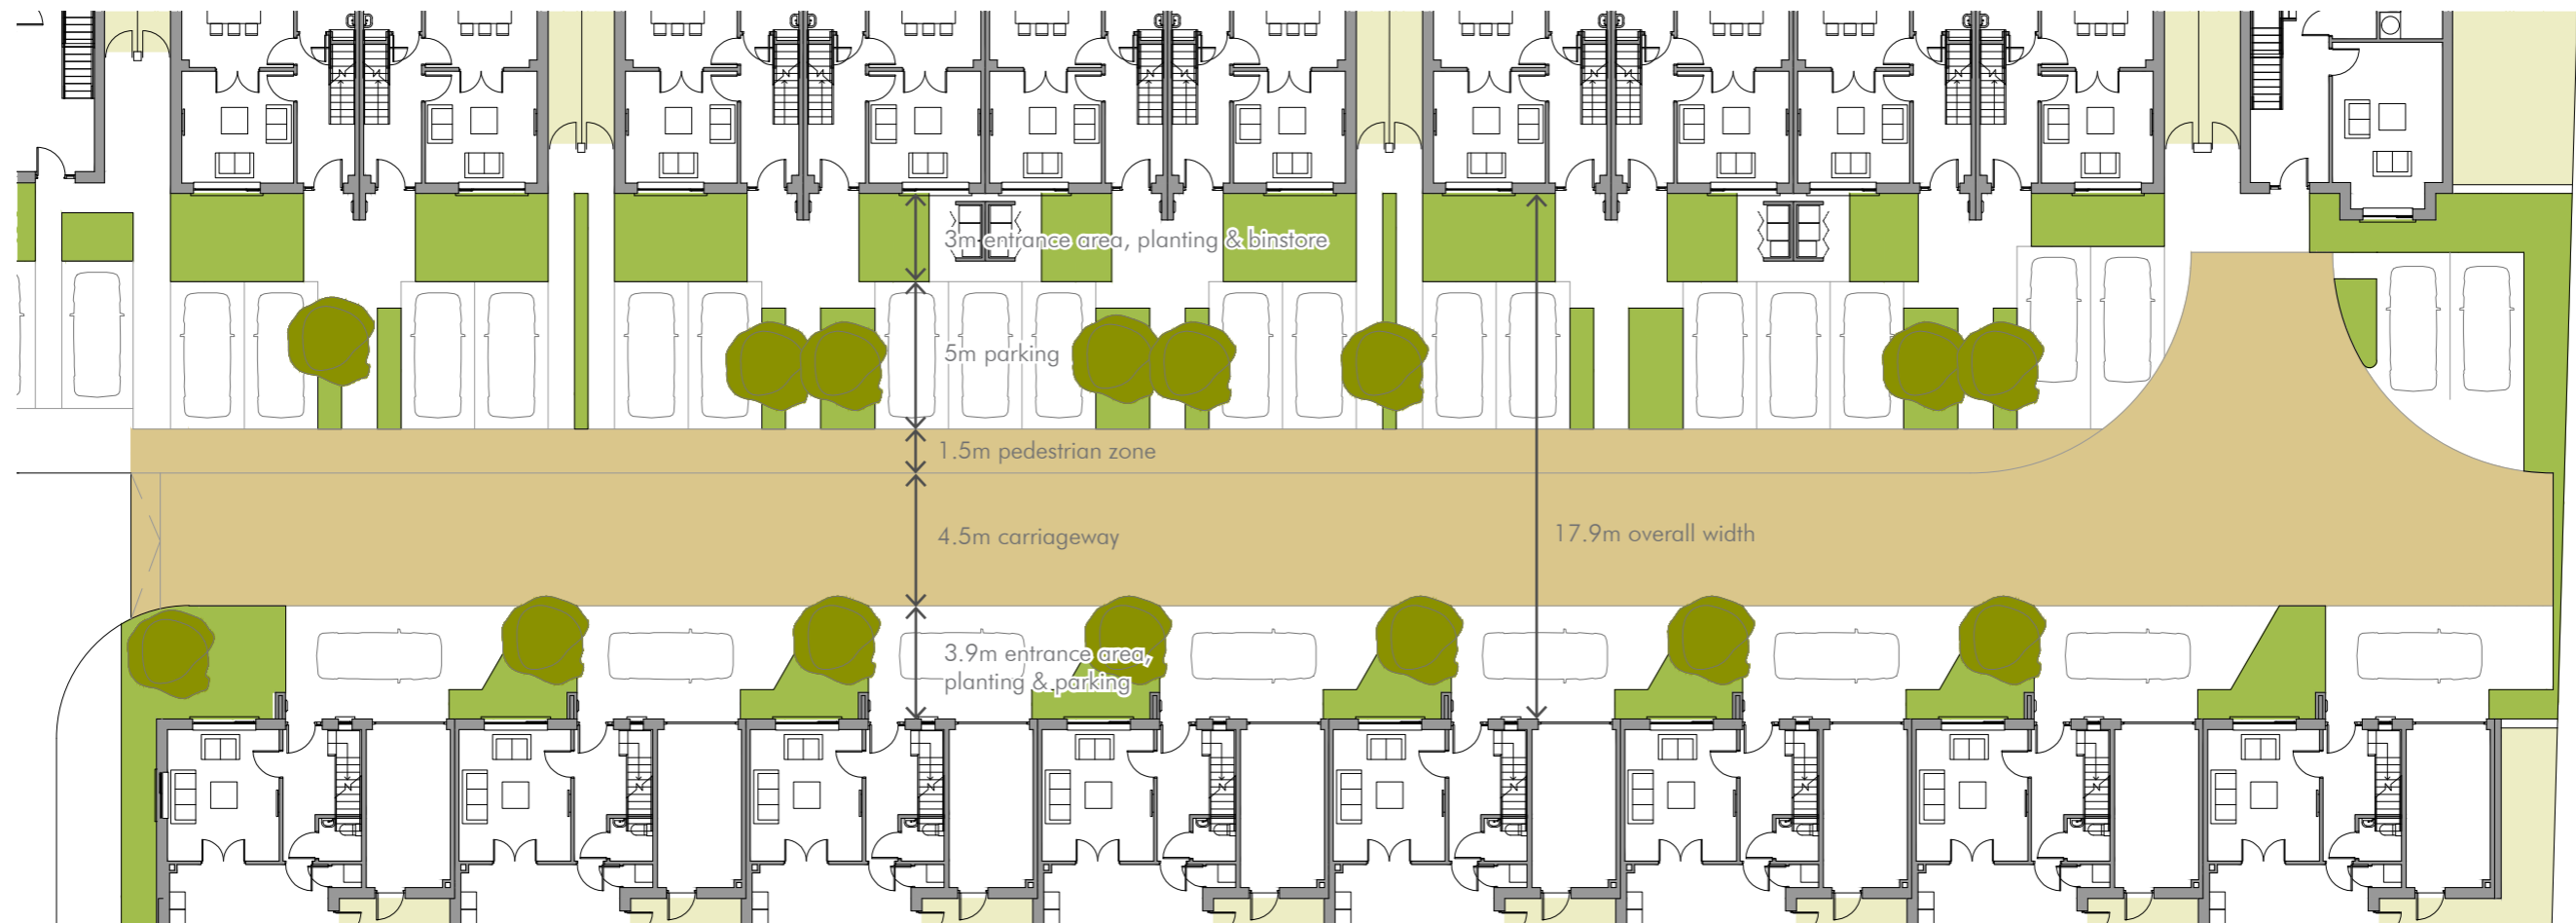 3m entrance area, planting & binstore
5m parking
1.5m pedestrian zone
4.5m carriageway
17.9m overall width
3.9m entrance area,
planting & parking